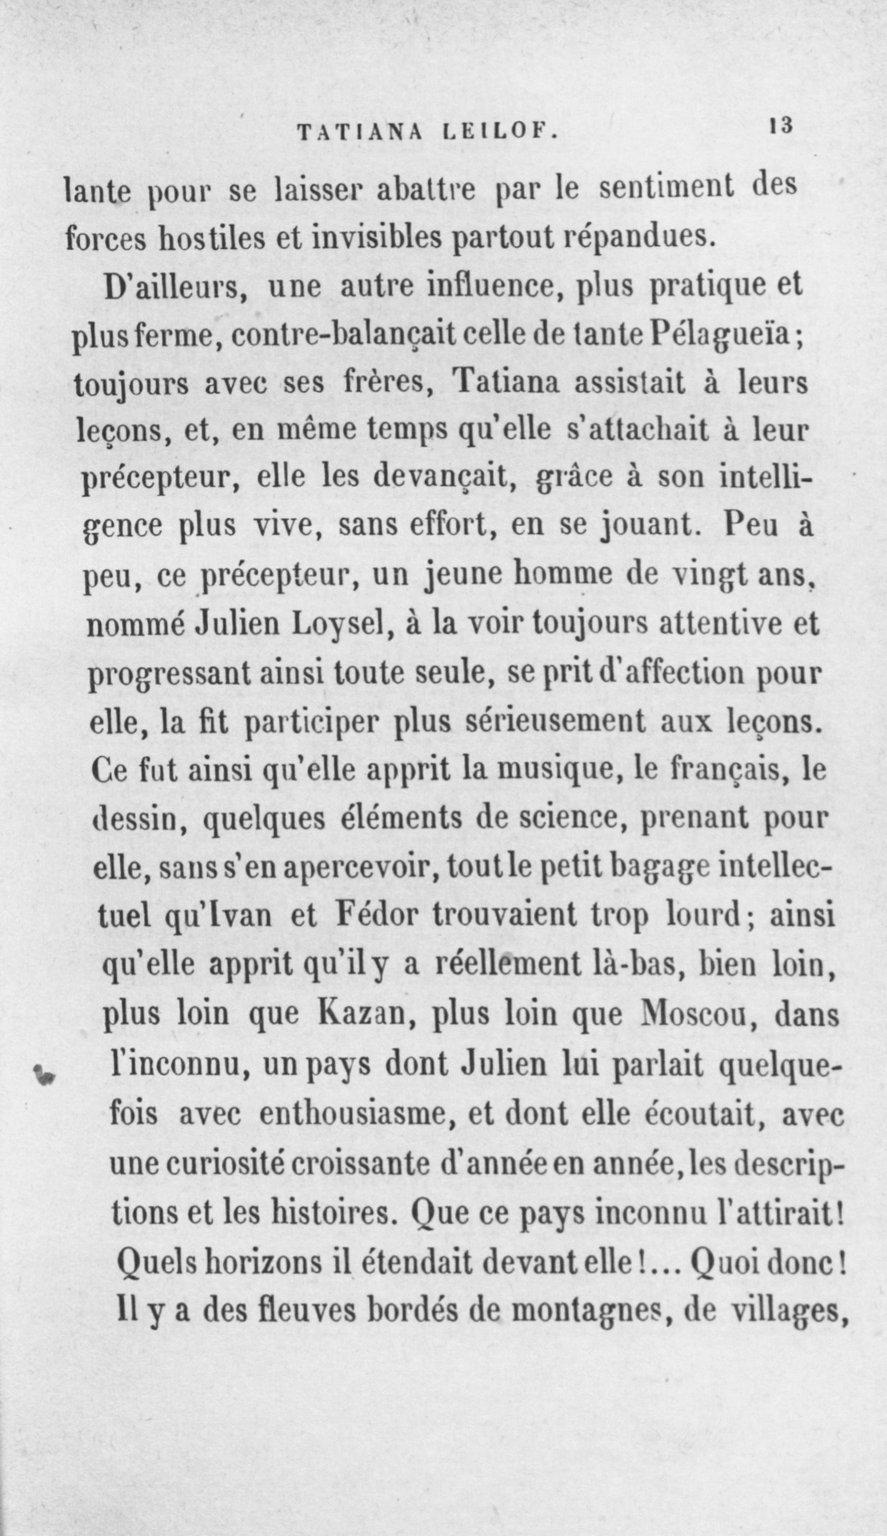 TATIANA LEILOF. 13
lante pour se laisser abattre par le sentiment des
forces hostiles et invisibles partout répandues.
D'ailleurs, une autre influence, plus pratique et
plus ferme, contre-balançait celle de tante Pélagueïa;
toujours avec ses frères, Tatiana assistait à leurs
leçons, et, en même temps qu'elle s'attachait à leur
précepteur, elle les devançait, grâce à son intelli-
gence plus vive, sans effort, en se jouant. Peu à
peu, ce précepteur, un jeune homme de vingt ans,
nommé Julien Loysel, à la voir toujours attentive et
progressant ainsi toute seule, se prit d'affection pour
elle, la fit participer plus sérieusement aux leçons.
Ce fut ainsi qu'elle apprit la musique, le français, le
dessin, quelques éléments de science, prenant pour
elle, sans s'en apercevoir, tout le petit bagage intellec-
tuel qu'Ivan et Fédor trouvaient trop lourd; ainsi
qu'elle apprit qu'il y a réellement là-bas, bien loin,
plus loin que Kazan, plus loin que Moscou, dans
l'inconnu, un pays dont Julien lui parlait quelque-
fois avec enthousiasme, et dont elle écoutait, avec
une curiosité croissante d'année en année, les descrip-
tions et les histoires. Que ce pays inconnu l'attirait!
Quels horizons il étendait devant elle!... Quoi donc!
Il y a des fleuves bordés de montagnes, de villages,